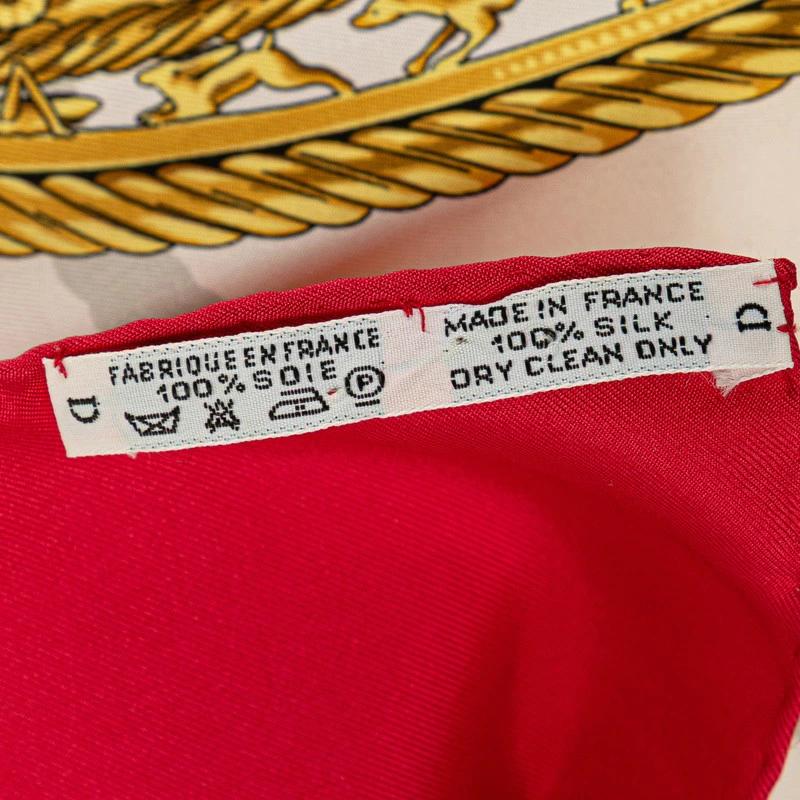 D
FABRIQUE EN FRANCE
100% SOIE
P
MADE IN FRANCE
100% SILK
DRY CLEAN ONLY
D